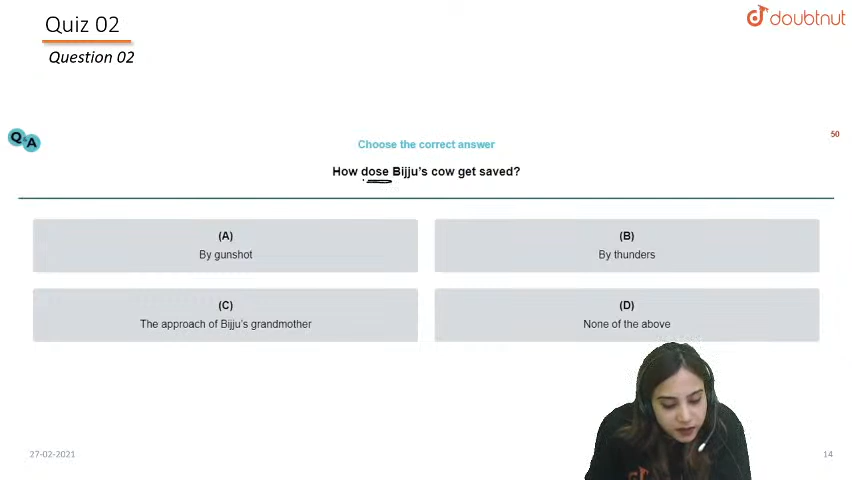 Quiz 02
doubtnut
Question 02
Q&A
50
Choose the correct answer
How dose Bijju's cow get saved?
(A)
By gunshot
(B)
By thunders
(C)
The approach of Bijju's grandmother
(D)
None of the above
27-02-2021
14